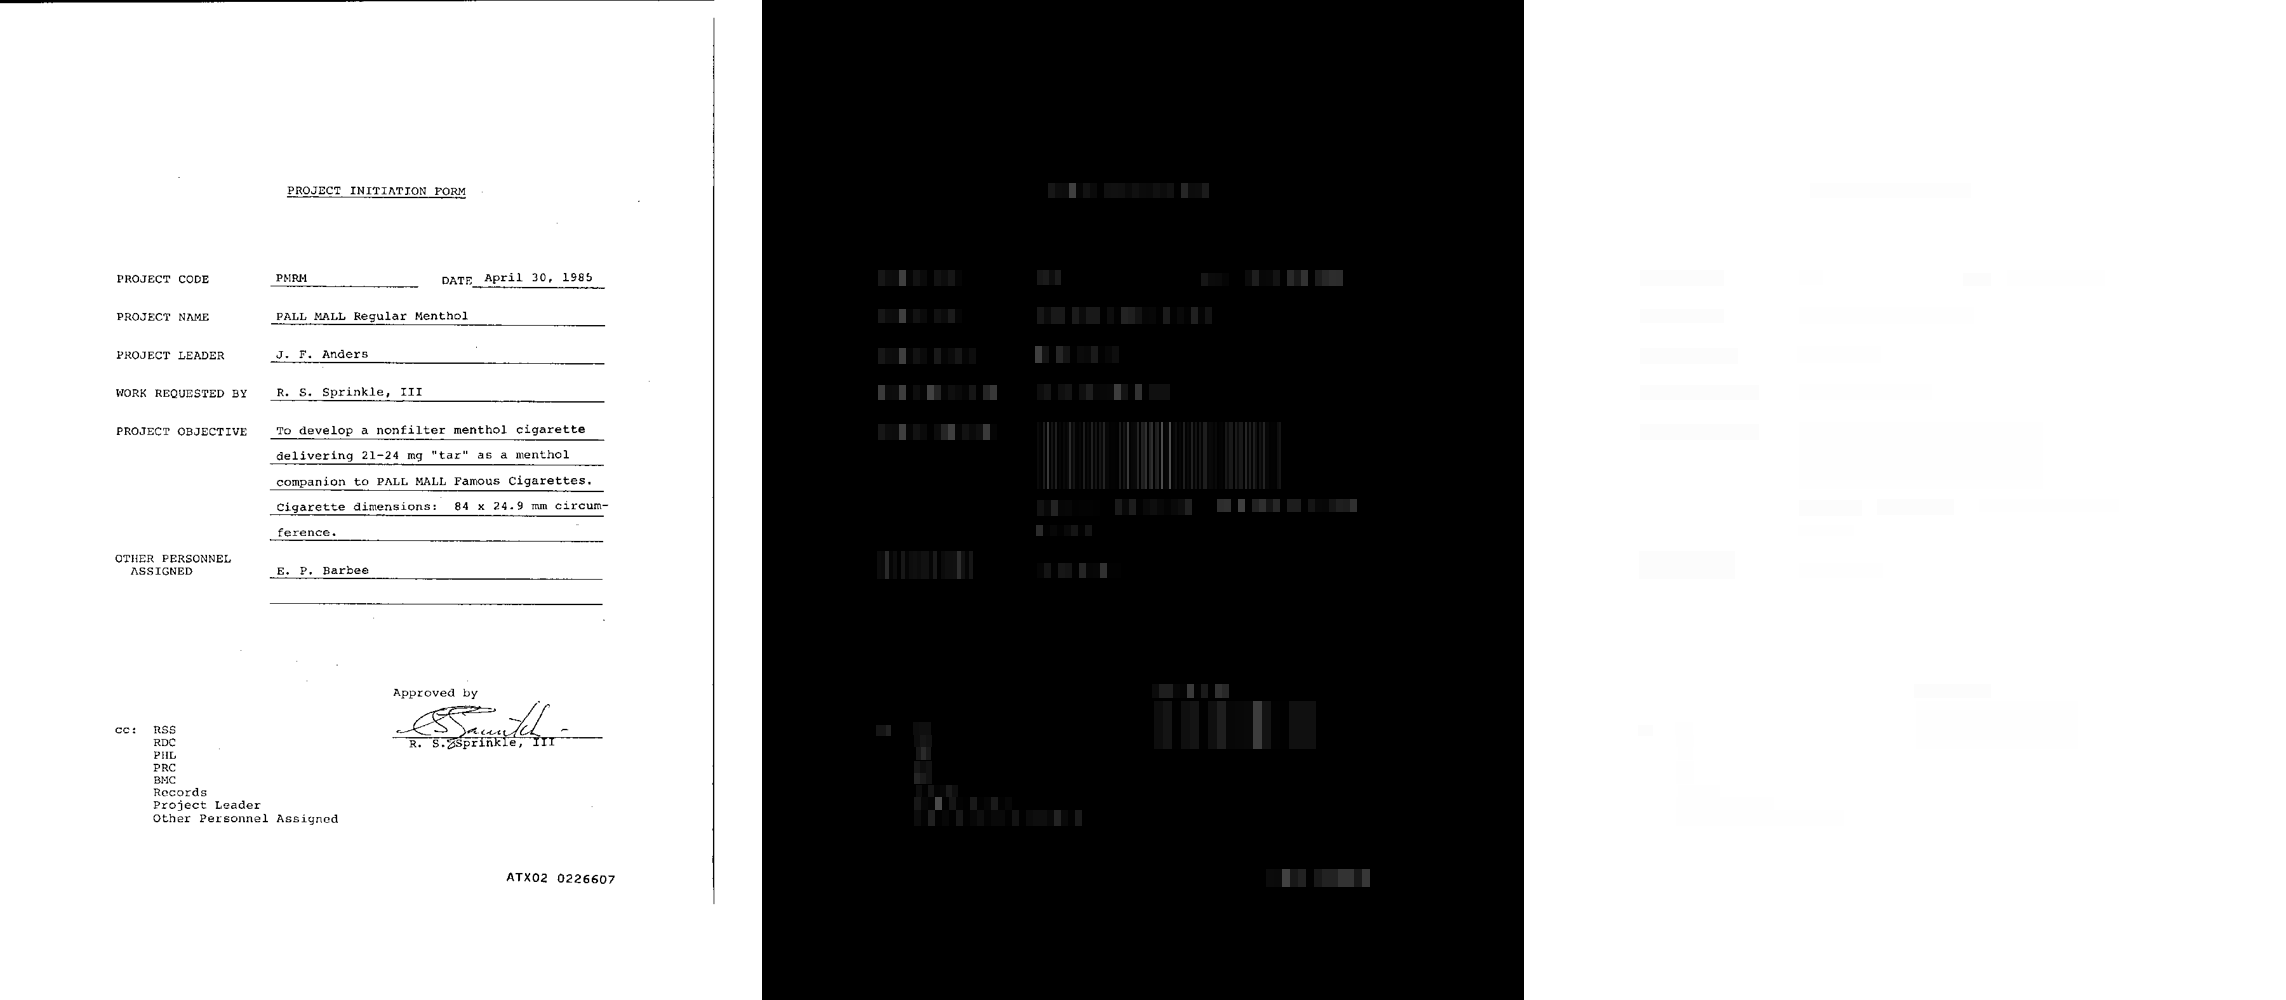 PROJECT INITIATION FORM
PROJECT CODE PMRM DATE April 30, 1985
PROJECT NAME PALL MALL Regular Menthol
PROJECT LEADER J. F. Anders
WORK REQUESTED BY R. S. Sprinkle, III
PROJECT OBJECTIVE To develop a nonfilter menthol cigarette
delivering 21-24 mg "tar" as a menthol
companion to PALL MALL Famous Cigarettes.
Cigarette dimensions: 84 x 24.9 mm circum-
ference.
OTHER PERSONNEL
ASSIGNED E. P. Barbee
Approved by
R. S. Sprinkle, III
cc: RSS
RDC
PHL
PRC
BMC
Records
Project Leader
Other Personnel Assigned
ATX02 0226607